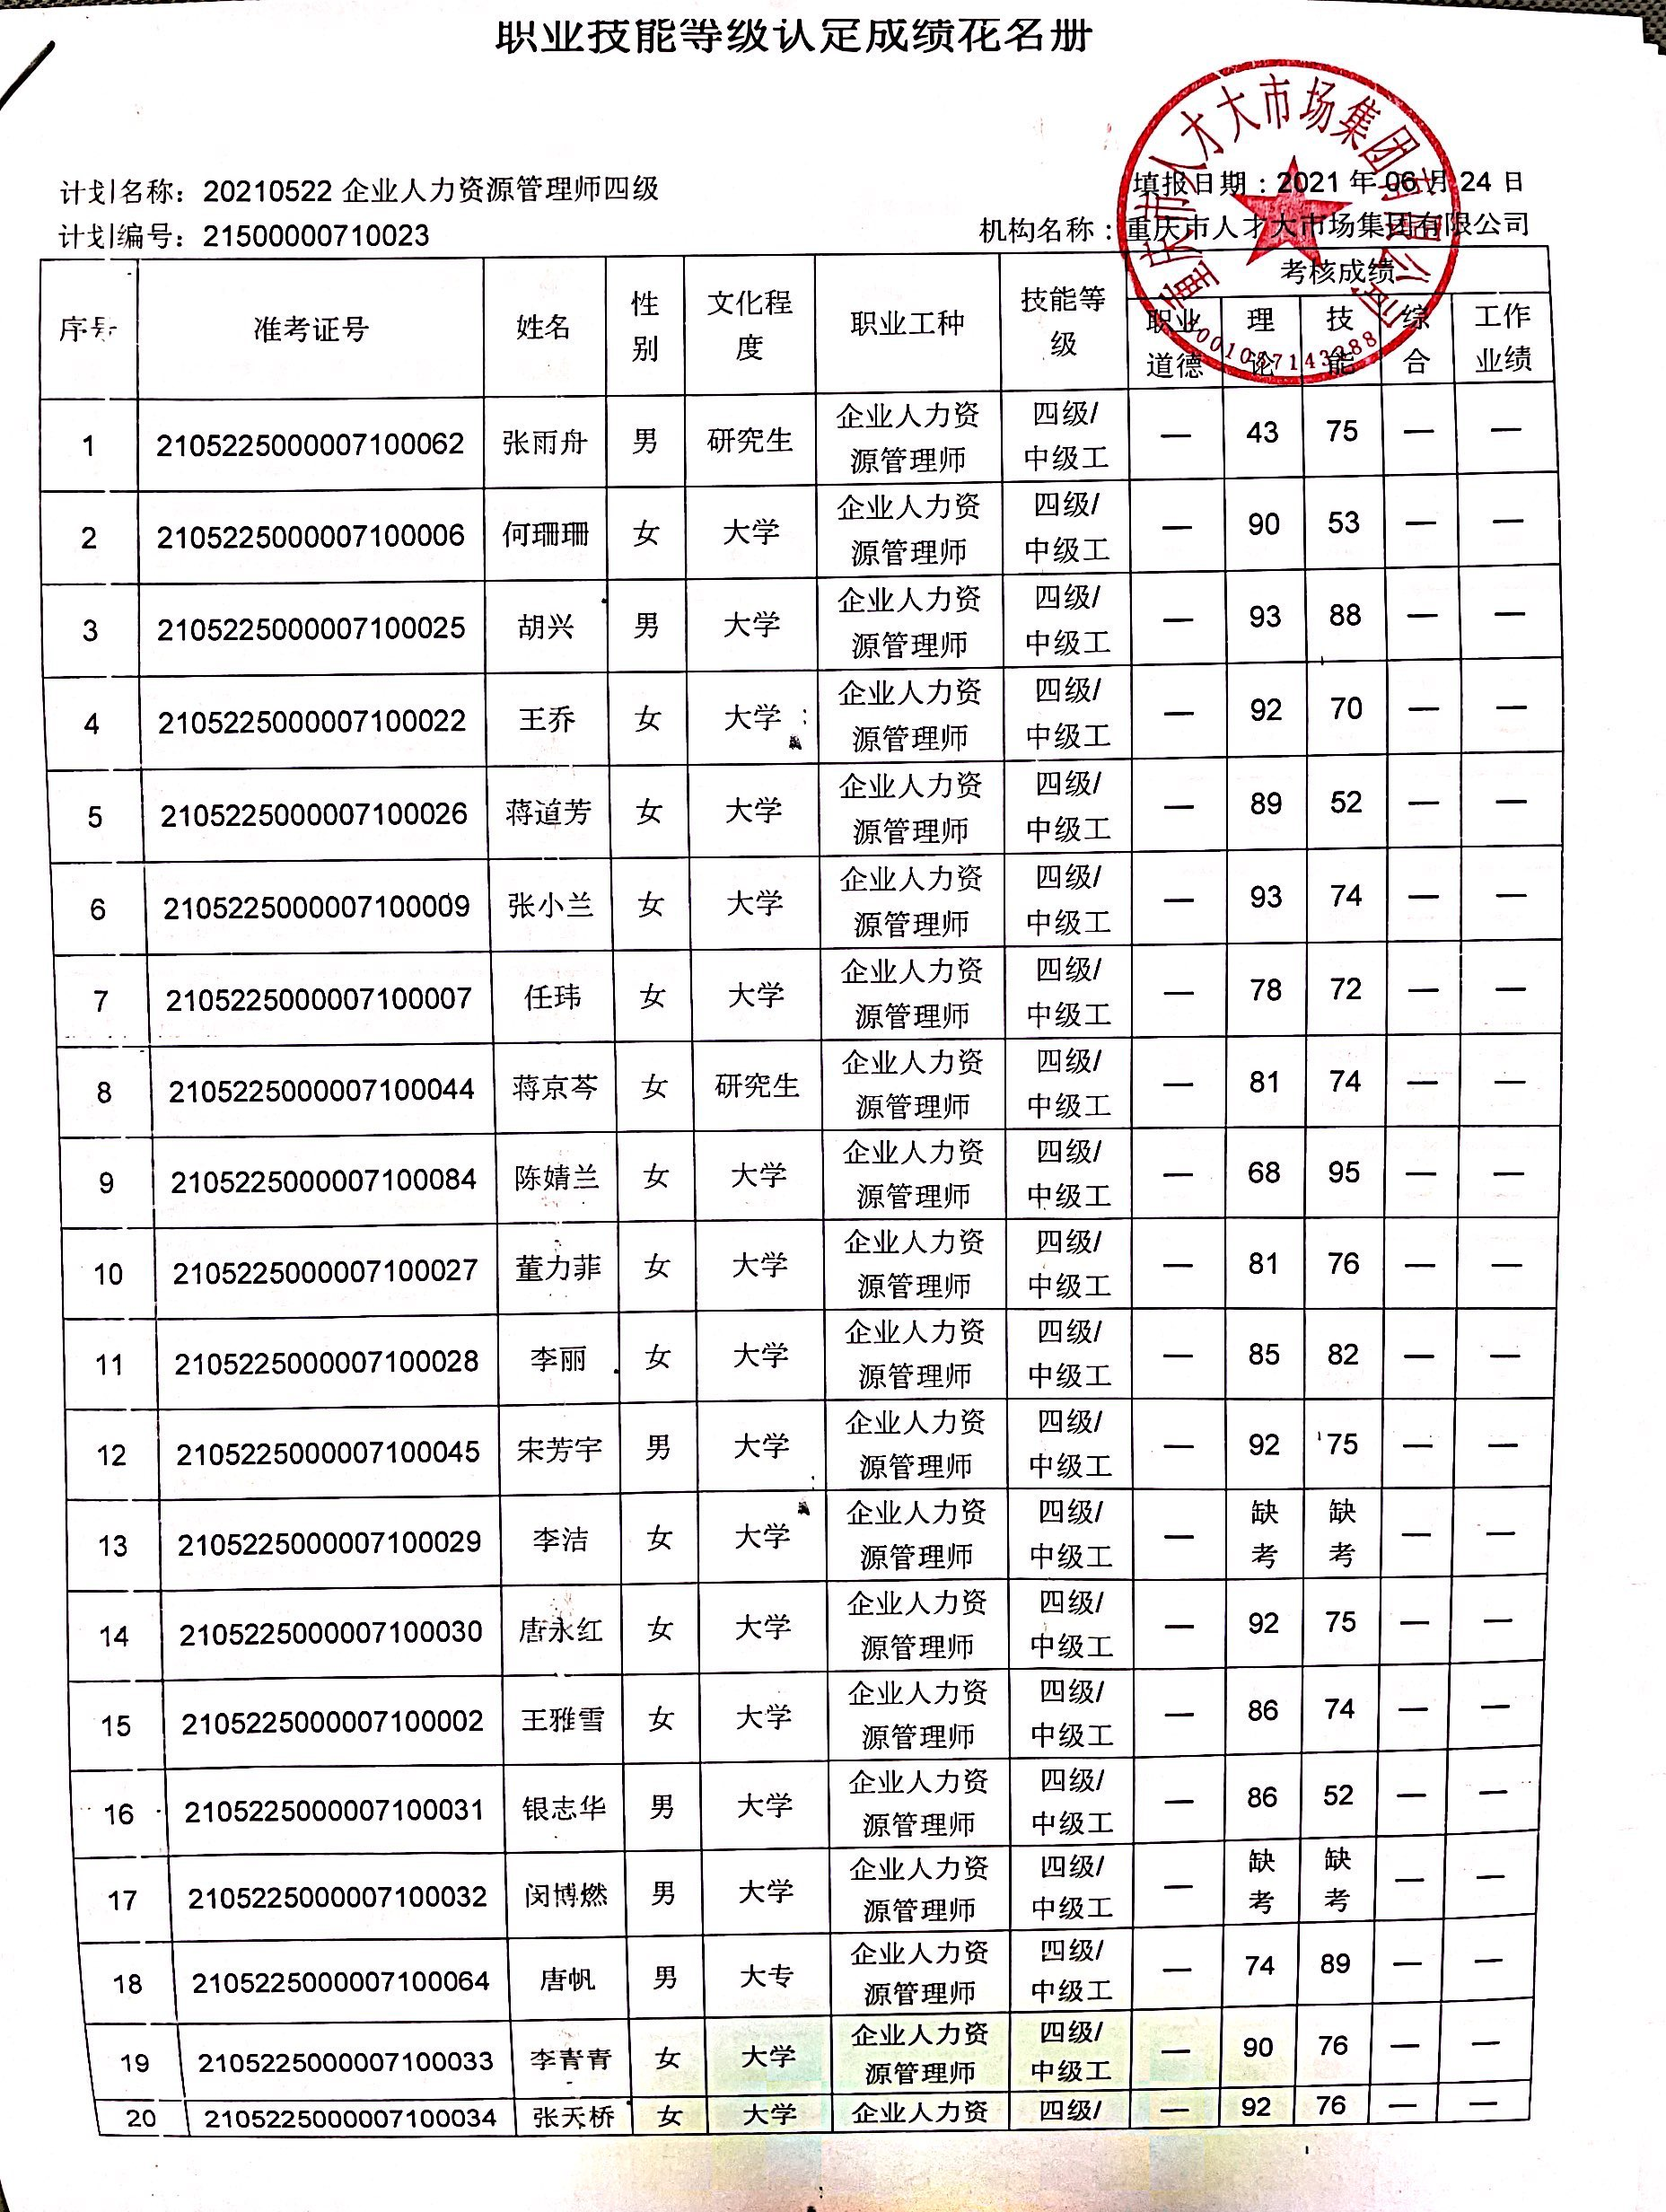 职业技能等级认定成绩花名册
重庆市人才大市场集团有限公司
计划名称：20210522 企业人力资源管理师四级
填报日期：2021 年 06 月 24 日
计划编号：21500000710023
机构名称：重庆市人才大市场集团有限公司
序号 准考证号 姓名 性别 文化程度 职业工种 技能等级 考核成绩
职业道德 理论 技能 综合 工作业绩
1 2105225000007100062 张雨舟 男 研究生 企业人力资源管理师 四级/中级工 — 43 75 — —
2 2105225000007100006 何珊珊 女 大学 企业人力资源管理师 四级/中级工 — 90 53 — —
3 2105225000007100025 胡兴 男 大学 企业人力资源管理师 四级/中级工 — 93 88 — —
4 2105225000007100022 王乔 女 大学 企业人力资源管理师 四级/中级工 — 92 70 — —
5 2105225000007100026 蒋道芳 女 大学 企业人力资源管理师 四级/中级工 — 89 52 — —
6 2105225000007100009 张小兰 女 大学 企业人力资源管理师 四级/中级工 — 93 74 — —
7 2105225000007100007 任玮 女 大学 企业人力资源管理师 四级/中级工 — 78 72 — —
8 2105225000007100044 蒋京芩 女 研究生 企业人力资源管理师 四级/中级工 — 81 74 — —
9 2105225000007100084 陈婧兰 女 大学 企业人力资源管理师 四级/中级工 — 68 95 — —
10 2105225000007100027 董力菲 女 大学 企业人力资源管理师 四级/中级工 — 81 76 — —
11 2105225000007100028 李丽 女 大学 企业人力资源管理师 四级/中级工 — 85 82 — —
12 2105225000007100045 宋芳宇 男 大学 企业人力资源管理师 四级/中级工 — 92 75 — —
13 2105225000007100029 李洁 女 大学 企业人力资源管理师 四级/中级工 — 缺考 缺考 — —
14 2105225000007100030 唐永红 女 大学 企业人力资源管理师 四级/中级工 — 92 75 — —
15 2105225000007100002 王雅雪 女 大学 企业人力资源管理师 四级/中级工 — 86 74 — —
16 2105225000007100031 银志华 男 大学 企业人力资源管理师 四级/中级工 — 86 52 — —
17 2105225000007100032 闵博燃 男 大学 企业人力资源管理师 四级/中级工 — 缺考 缺考 — —
18 2105225000007100064 唐帆 男 大专 企业人力资源管理师 四级/中级工 — 74 89 — —
19 2105225000007100033 李青青 女 大学 企业人力资源管理师 四级/中级工 — 90 76 — —
20 2105225000007100034 张天桥 女 大学 企业人力资 四级/ — 92 76 — —